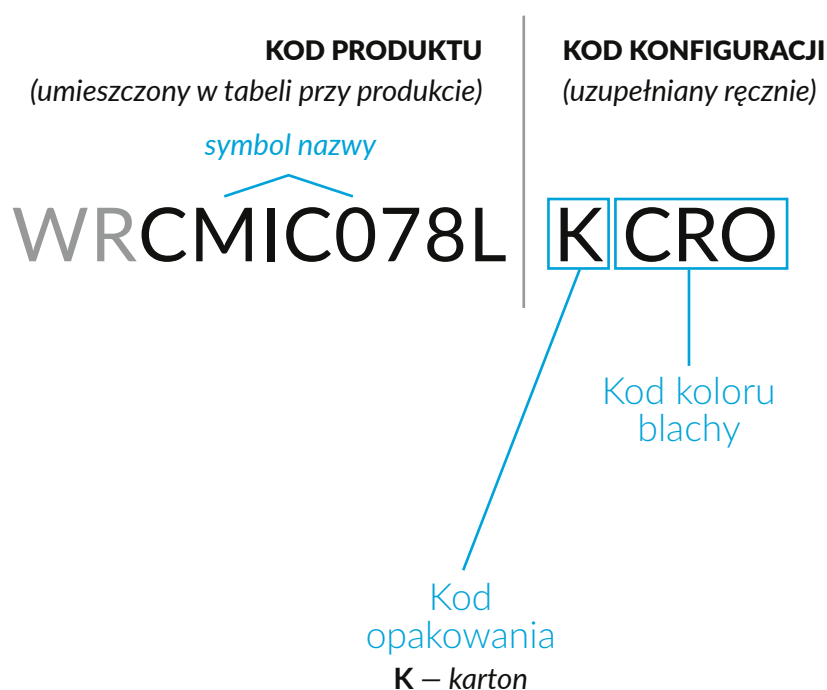 KOD PRODUKTU
(umieszczony w tabeli przy produkcie)
symbol nazwy
WRCMIC078L
KOD KONFIGURACJI
(uzupełniany ręcznie)
K CRO
Kod koloru
blachy
Kod
opakowania
K – karton